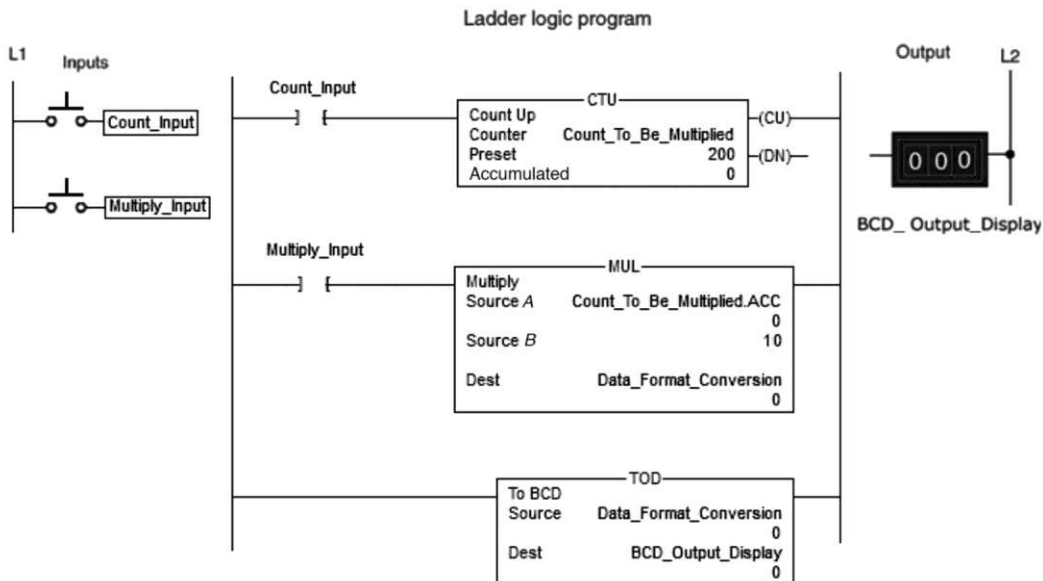 Ladder logic program
L1
Inputs
Count_Input
Multiply_Input
Count_Input
CTU
Count Up
Counter Count_To_Be_Multiplied
Preset 200
Accumulated 0
(CU)
(DN)
Multiply_Input
MUL
Multiply
Source A Count_To_Be_Multiplied.ACC
0
Source B 10
Dest Data_Format_Conversion
0
TOD
To BCD
Source Data_Format_Conversion
0
Dest BCD_Output_Display
0
Output
L2
0 0 0
BCD_ Output_Display